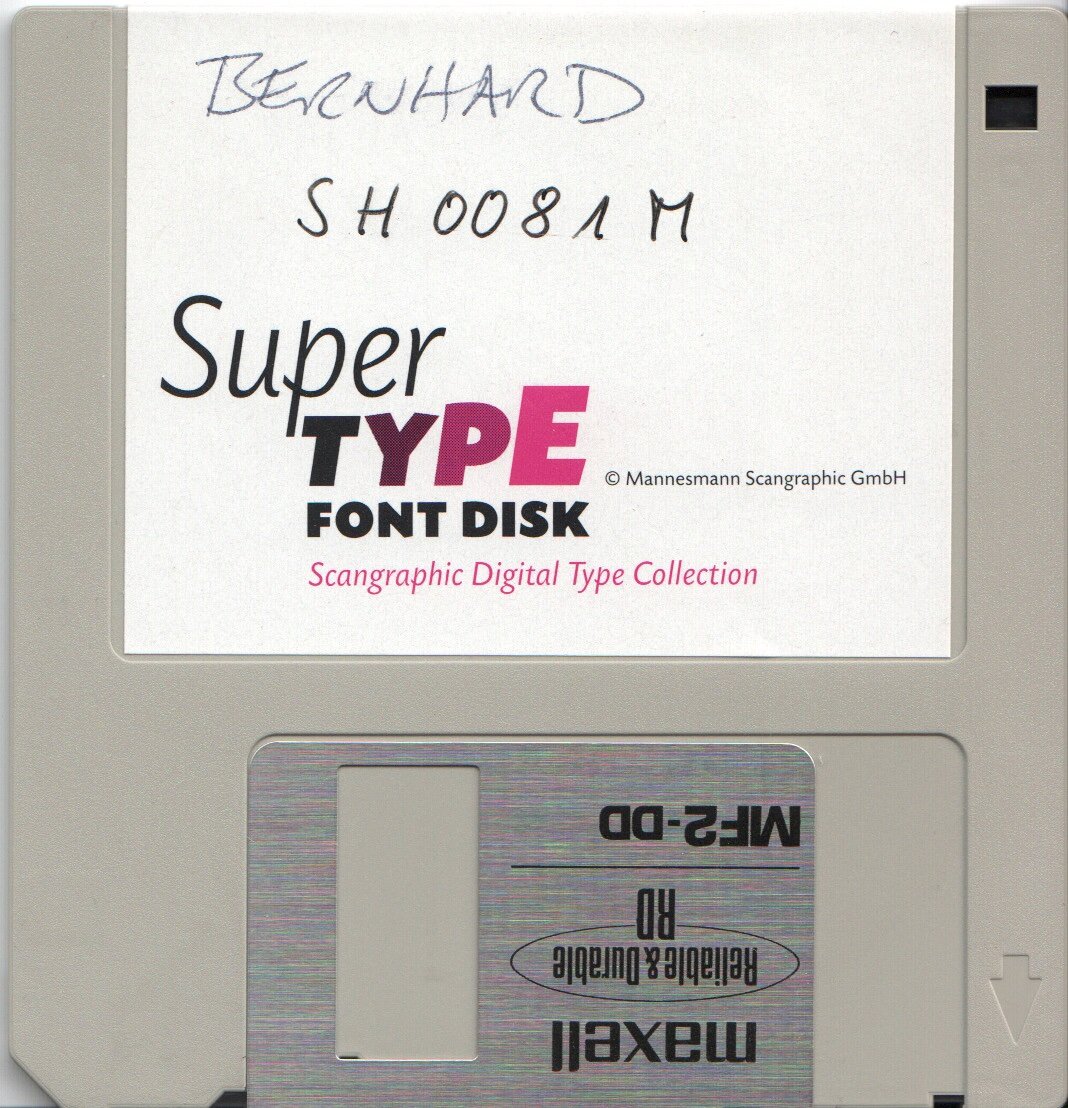 BERNHARD
SH 0081 M
Super
TYPE
© Mannesmann Scangraphic GmbH
FONT DISK
Scangraphic Digital Type Collection
MF2-DD
RD
Reliable & Durable
maxell